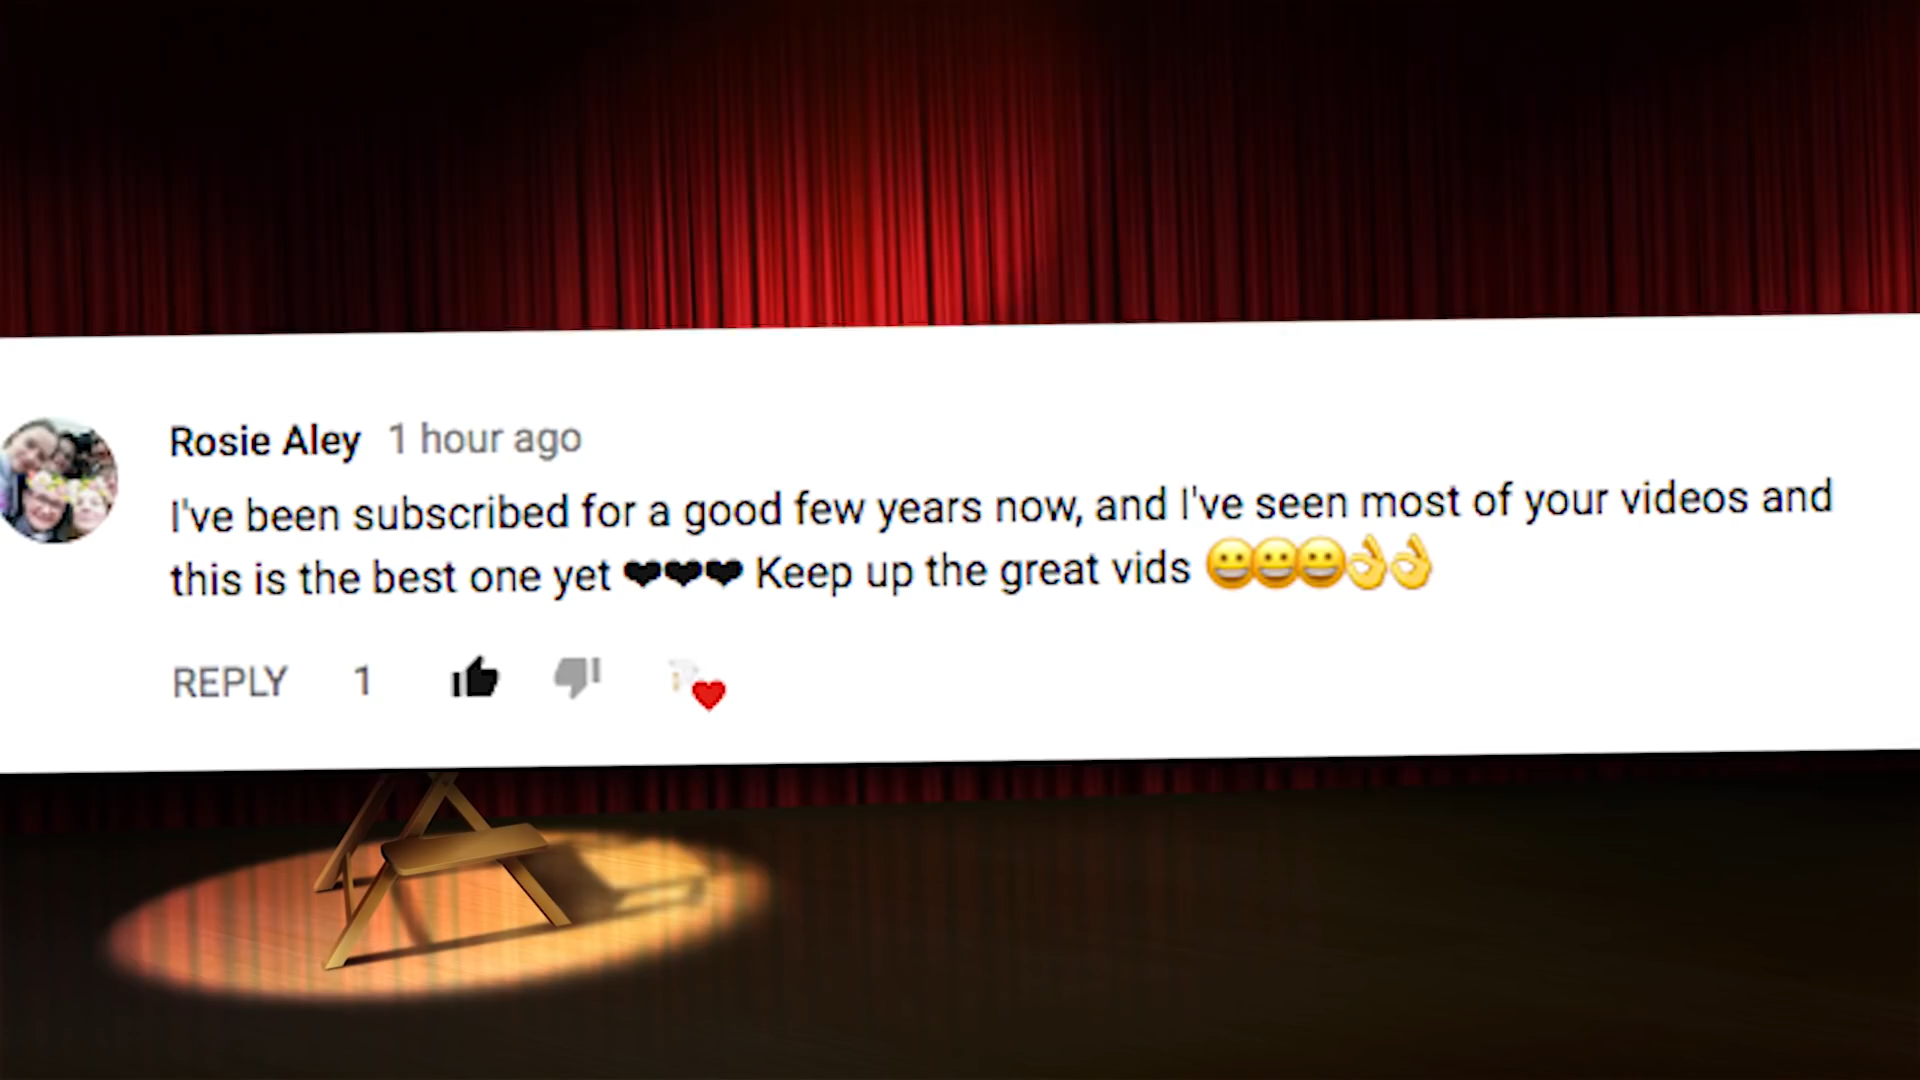 Rosie Aley 1 hour ago
I've been subscribed for a good few years now, and I've seen most of your videos and
this is the best one yet ❤❤❤ Keep up the great vids 😀😀😀👌👌
REPLY 1